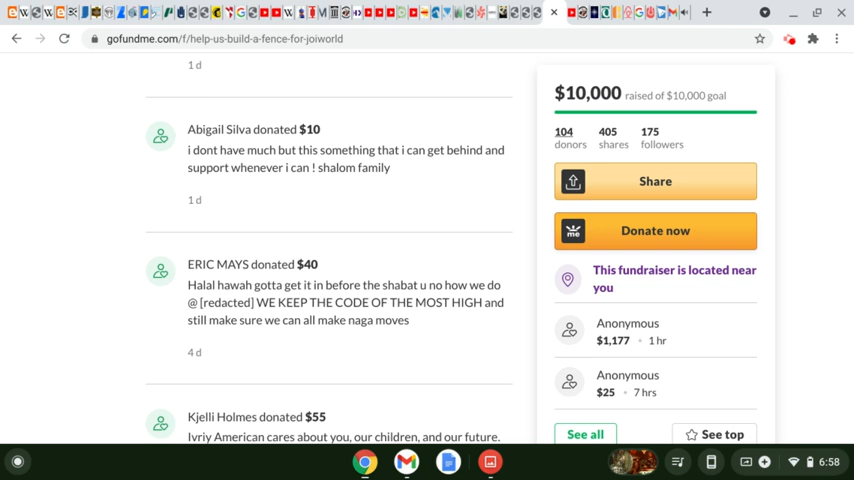 gofundme.com/f/help-us-build-a-fence-for-joiworld
1 d
Abigail Silva donated $10
i dont have much but this something that i can get behind and
support whenever i can ! shalom family
1 d
ERIC MAYS donated $40
Halal hawah gotta get it in before the shabat u no how we do
@ [redacted] WE KEEP THE CODE OF THE MOST HIGH and
still make sure we can all make naga moves
4 d
Kjelli Holmes donated $55
Ivriy American cares about you, our children, and our future.
$10,000 raised of $10,000 goal
104 405 175
donors shares followers
Share
me Donate now
This fundraiser is located near
you
Anonymous
$1,177 • 1 hr
Anonymous
$25 • 7 hrs
See all See top
6:58